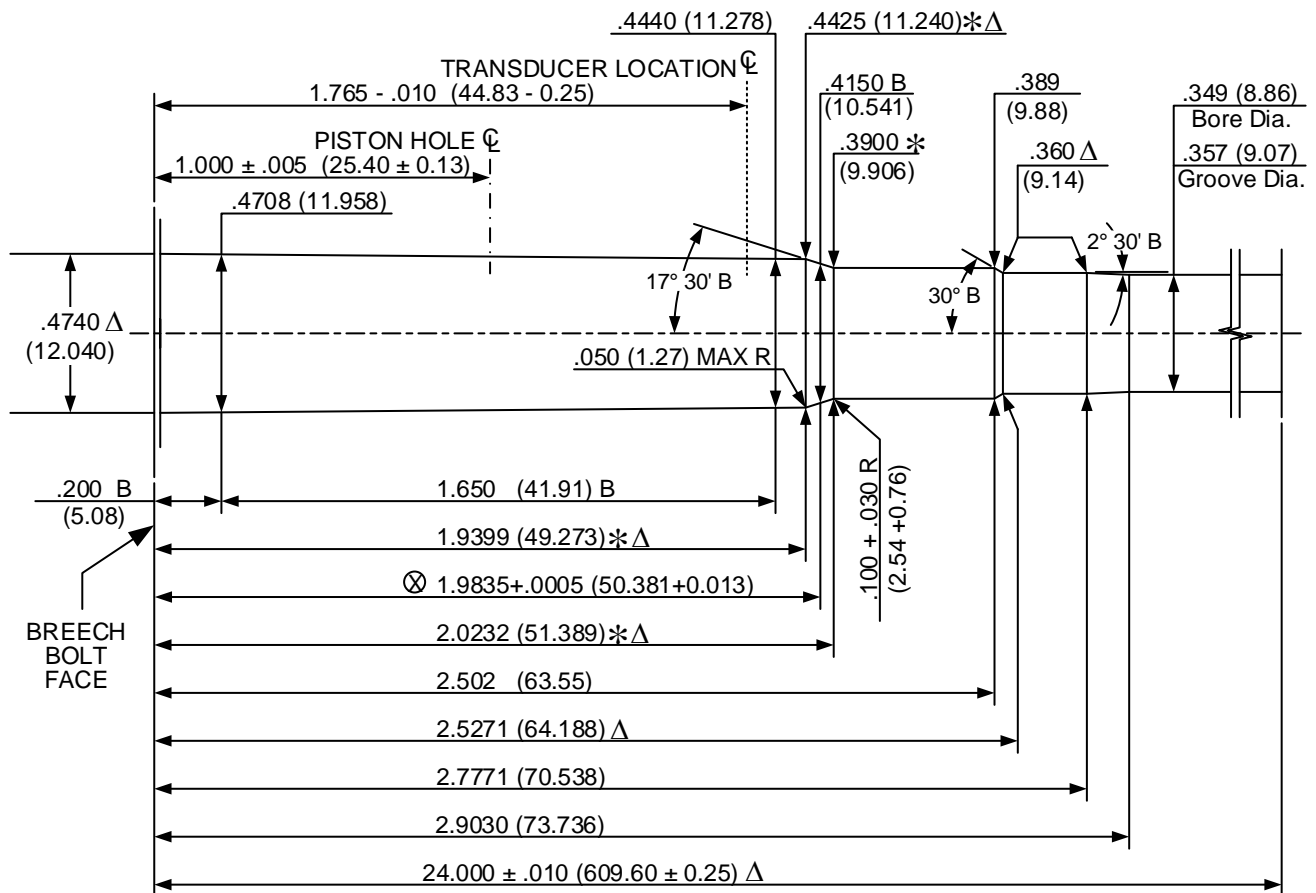 .4440 (11.278)
.4425 (11.240)✻Δ
TRANSDUCER LOCATION ℄
1.765 - .010 (44.83 - 0.25)
.4150 B
(10.541)
.389
(9.88)
.349 (8.86)
Bore Dia.
PISTON HOLE ℄
1.000 ± .005 (25.40 ± 0.13)
.3900 ✻
(9.906)
.360 Δ
(9.14)
.357 (9.07)
Groove Dia.
.4708 (11.958)
2° 30' B
17° 30' B
30° B
.4740 Δ
(12.040)
.050 (1.27) MAX R
.100 + .030 R
(2.54 +0.76)
.200 B
(5.08)
1.650 (41.91) B
1.9399 (49.273)✻Δ
Ⓧ 1.9835+.0005 (50.381+0.013)
BREECH
BOLT
FACE
2.0232 (51.389)✻Δ
2.502 (63.55)
2.5271 (64.188) Δ
2.7771 (70.538)
2.9030 (73.736)
24.000 ± .010 (609.60 ± 0.25) Δ